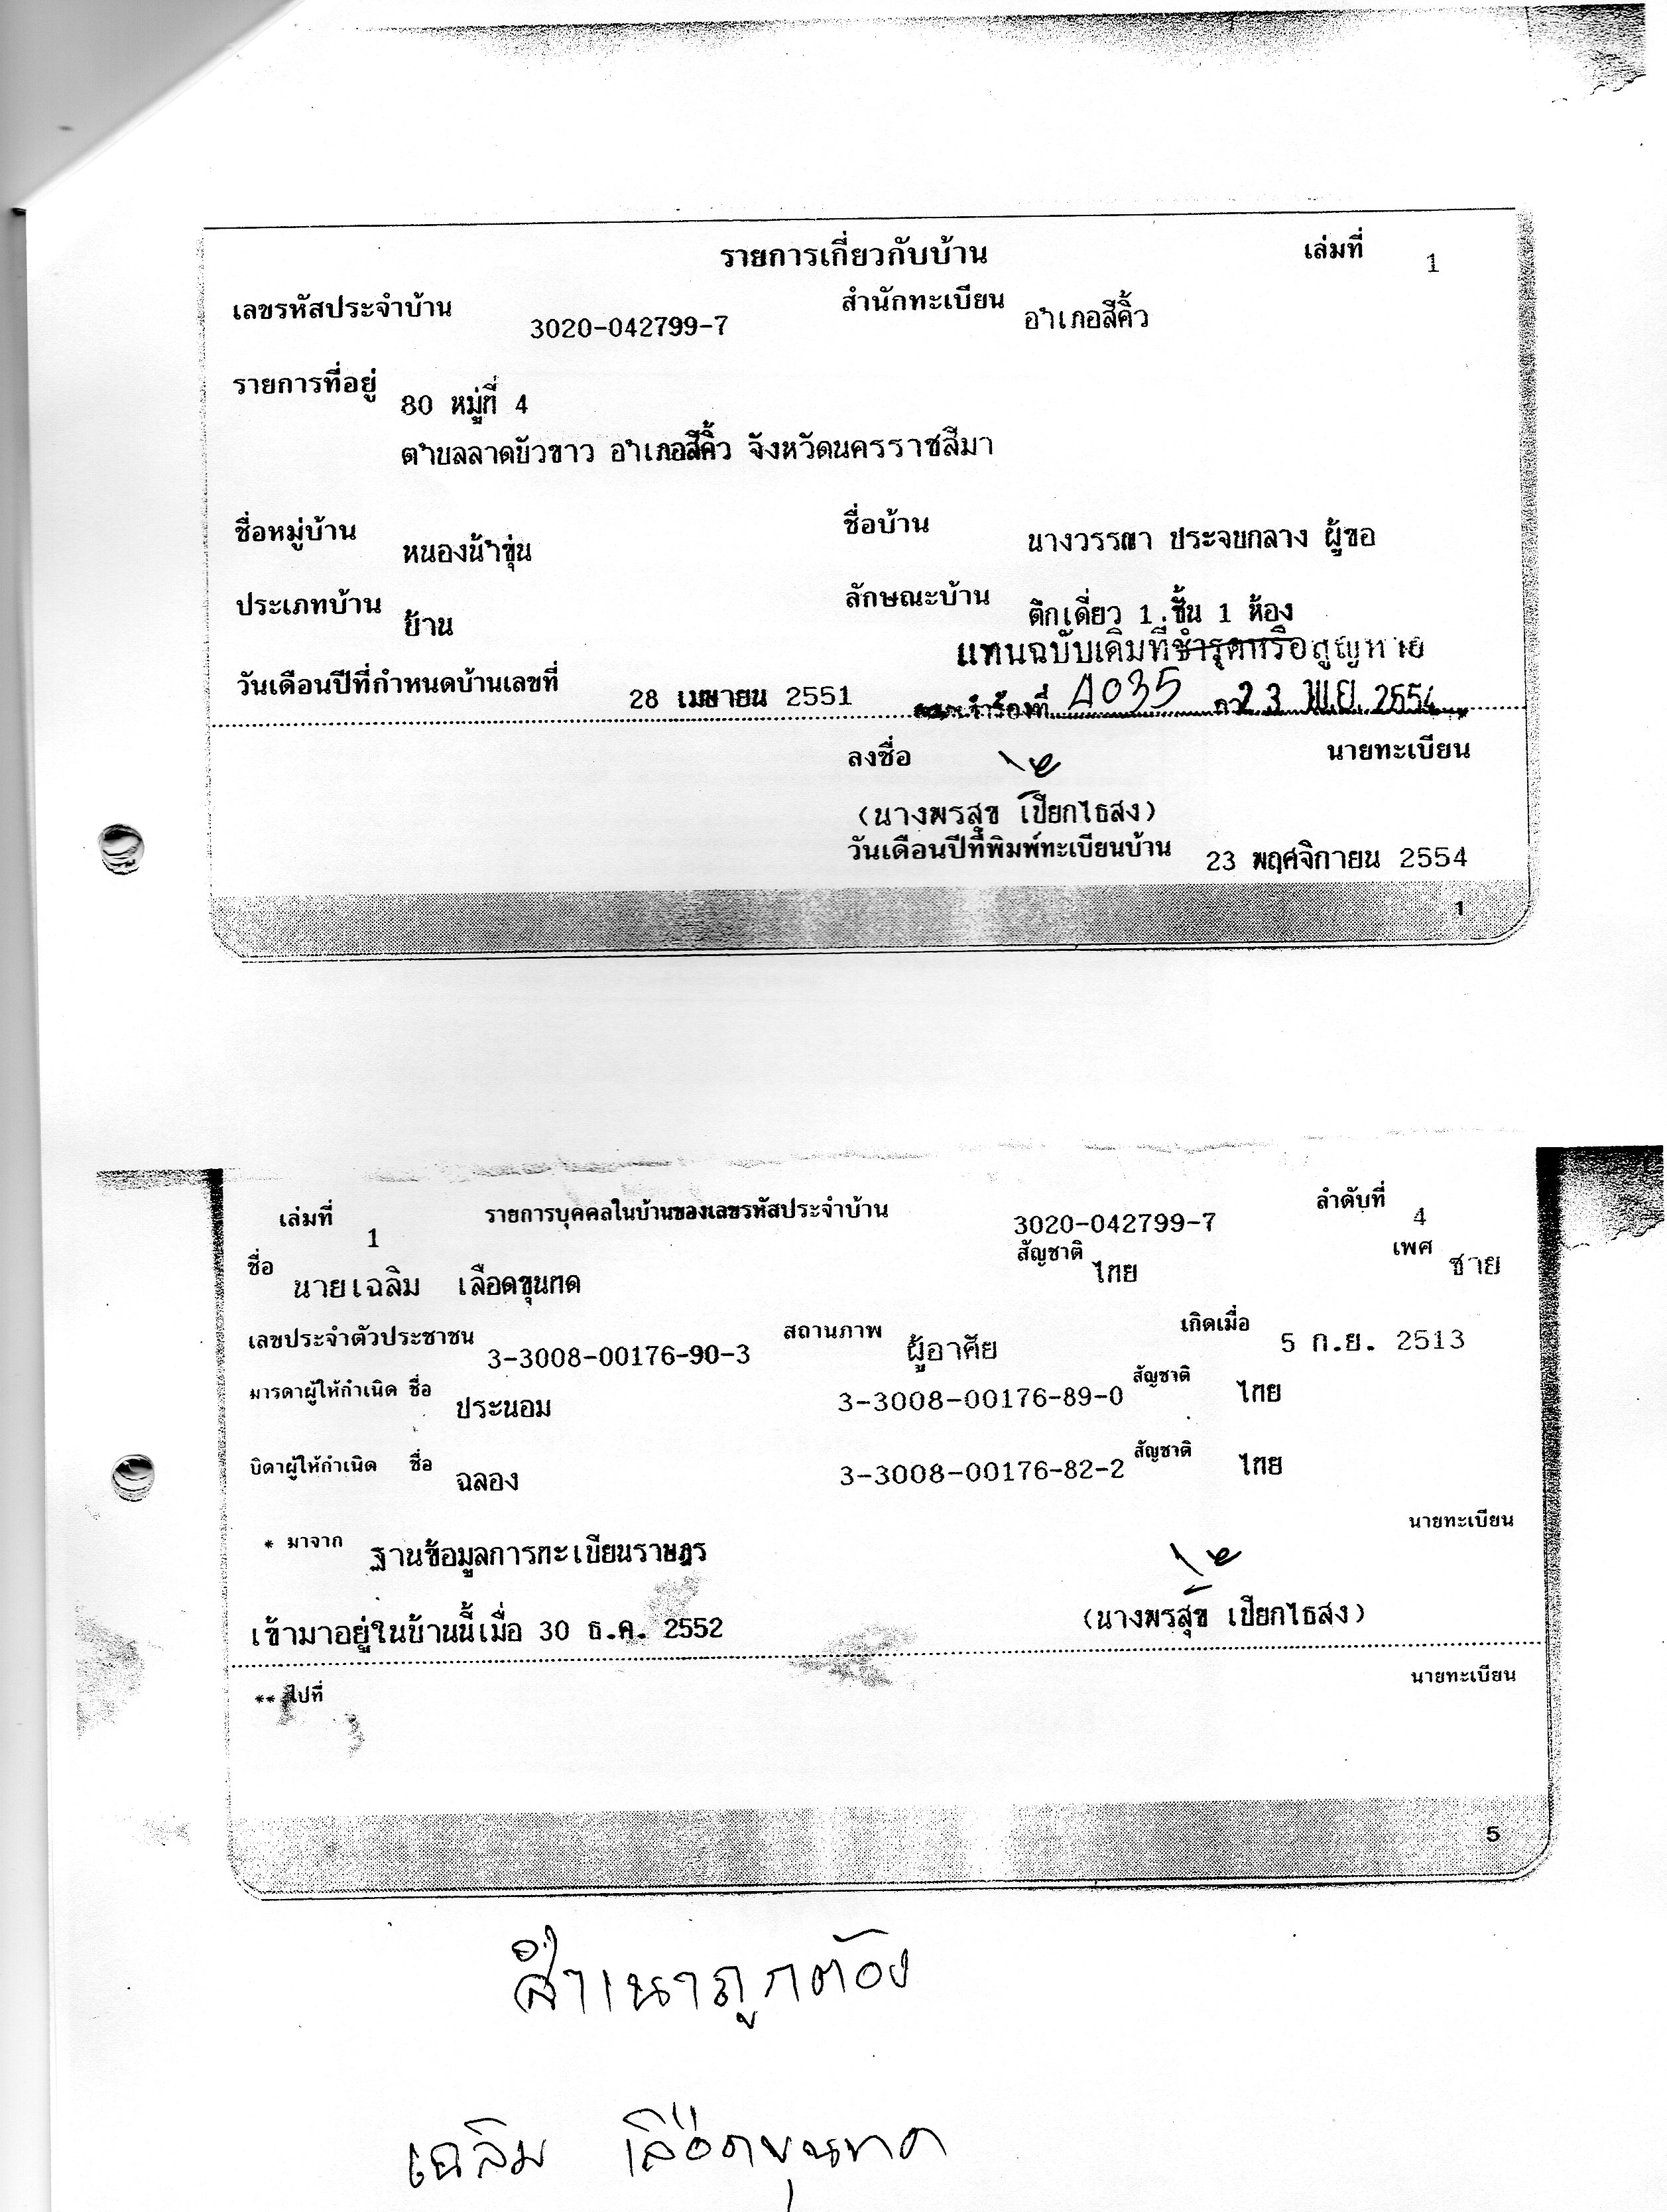 รายการเกี่ยวกับบ้าน เล่มที่ 1
เลขรหัสประจำบ้าน 3020-042799-7 สำนักทะเบียน อำเภอสีคิ้ว
รายการที่อยู่ 80 หมู่ที่ 4
ตำบลลาดบัวขาว อำเภอสีคิ้ว จังหวัดนครราชสีมา
ชื่อหมู่บ้าน หนองน้ำขุ่น ชื่อบ้าน นางวรรณา ประจบกลาง ผู้ขอ
ประเภทบ้าน บ้าน ลักษณะบ้าน ตึกเดี่ยว 1 ชั้น 1 ห้อง
แทนฉบับเดิมที่ชำรุดหรือสูญหาย
วันเดือนปีที่กำหนดบ้านเลขที่ 28 เมษายน 2551 คำร้องที่ 4035 23 พ.ย. 2554
ลงชื่อ นายทะเบียน
(นางพรสุข เปียกไธสง)
วันเดือนปีที่พิมพ์ทะเบียนบ้าน 23 พฤศจิกายน 2554
1
เล่มที่ 1 รายการบุคคลในบ้านของเลขรหัสประจำบ้าน 3020-042799-7 ลำดับที่ 4
ชื่อ นายเฉลิม เลือดขุนทด สัญชาติ ไทย เพศ ชาย
เลขประจำตัวประชาชน 3-3008-00176-90-3 สถานภาพ ผู้อาศัย เกิดเมื่อ 5 ก.ย. 2513
มารดาผู้ให้กำเนิด ชื่อ ประนอม 3-3008-00176-89-0 สัญชาติ ไทย
บิดาผู้ให้กำเนิด ชื่อ ฉลอง 3-3008-00176-82-2 สัญชาติ ไทย
* มาจาก ฐานข้อมูลการทะเบียนราษฎร นายทะเบียน
เข้ามาอยู่ในบ้านนี้เมื่อ 30 ธ.ค. 2552 (นางพรสุข เปียกไธสง)
** ไปที่ นายทะเบียน
5
สำเนาถูกต้อง
เฉลิม เลือดขุนทด